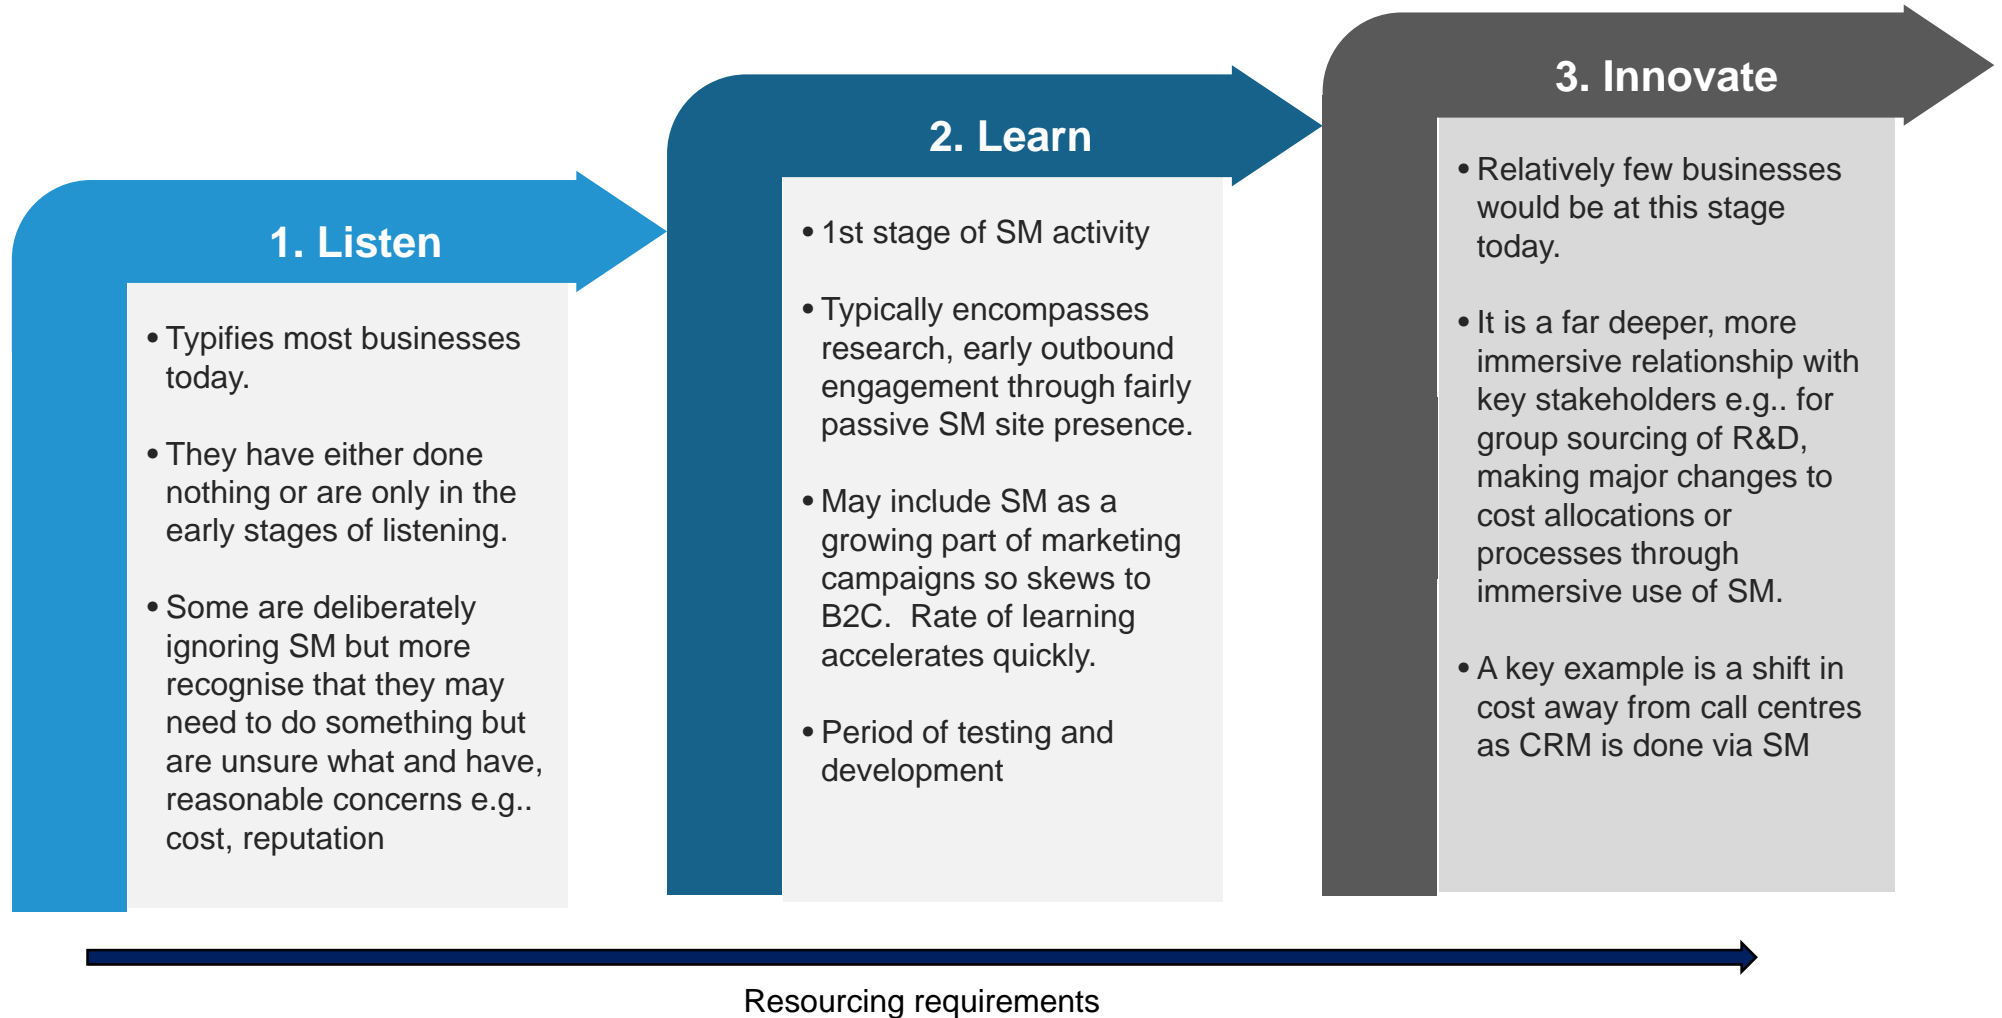 1. Listen
• Typifies most businesses
today.
• They have either done
nothing or are only in the
early stages of listening.
• Some are deliberately
ignoring SM but more
recognise that they may
need to do something but
are unsure what and have,
reasonable concerns e.g..
cost, reputation
2. Learn
• 1st stage of SM activity
• Typically encompasses
research, early outbound
engagement through fairly
passive SM site presence.
• May include SM as a
growing part of marketing
campaigns so skews to
B2C.  Rate of learning
accelerates quickly.
• Period of testing and
development
3. Innovate
• Relatively few businesses
would be at this stage
today.
• It is a far deeper, more
immersive relationship with
key stakeholders e.g.. for
group sourcing of R&D,
making major changes to
cost allocations or
processes through
immersive use of SM.
• A key example is a shift in
cost away from call centres
as CRM is done via SM
Resourcing requirements